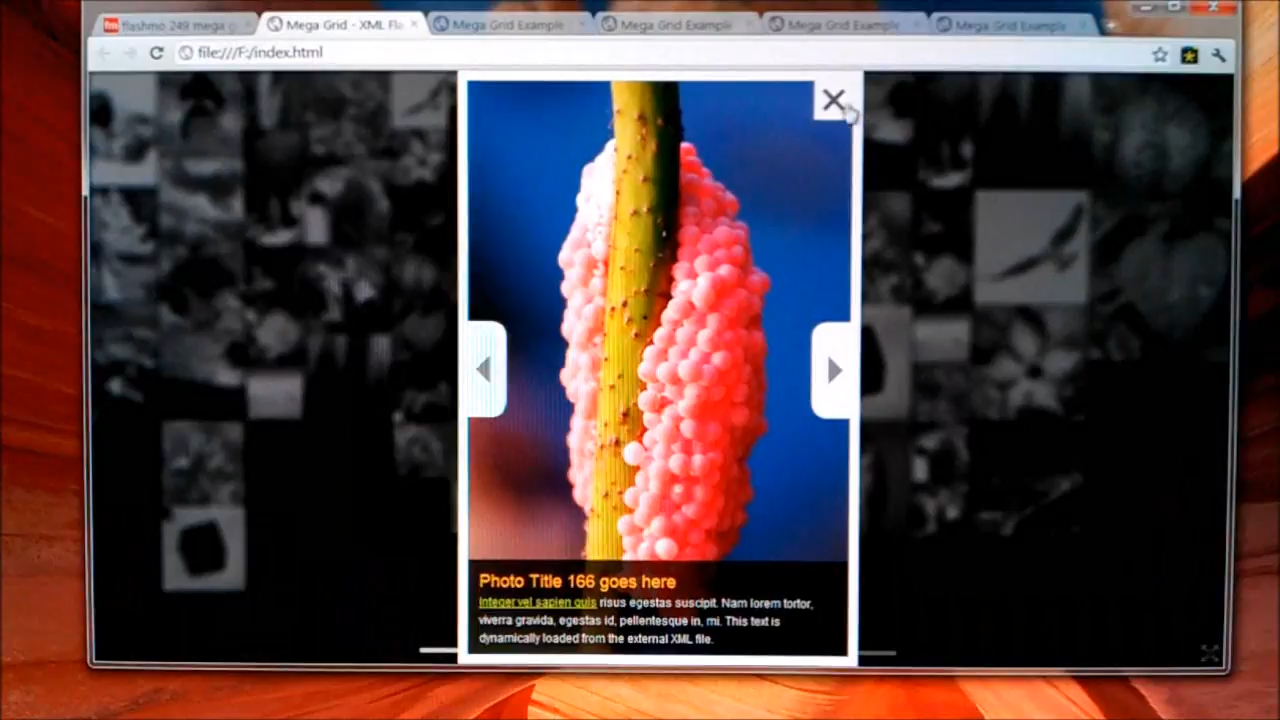 flashmo 249 mega g
Mega Grid - XML Fla
Mega Grid Example
Mega Grid Example
Mega Grid Example
Mega Grid Example
file:///F:/index.html
Photo Title 166 goes here
Integer vel sapien quis risus egestas suscipit. Nam lorem tortor,
viverra gravida, egestas id, pellentesque in, mi. This text is
dynamically loaded from the external XML file.